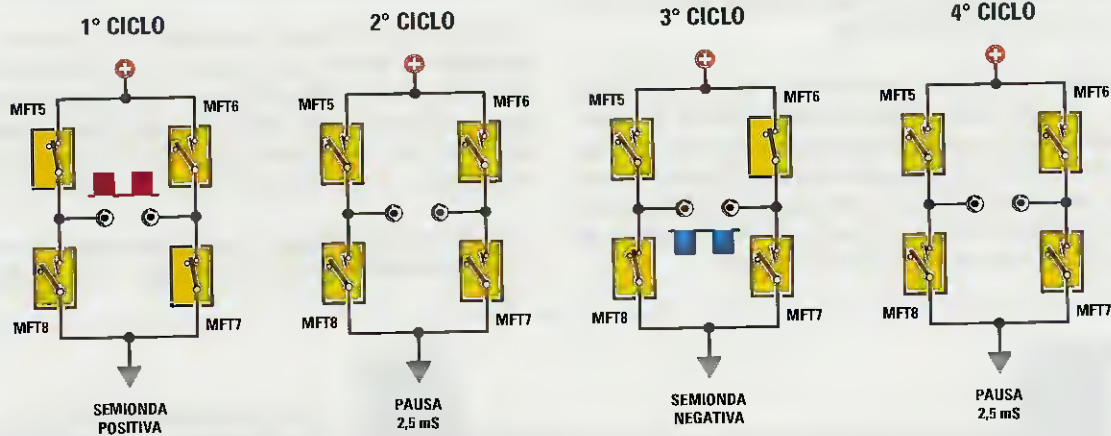 1° CICLO
2° CICLO
3° CICLO
4° CICLO
MFT5
MFT6
MFT5
MFT6
MFT5
MFT6
MFT5
MFT6
MFT8
MFT7
MFT8
MFT7
MFT8
MFT7
MFT8
MFT7
SEMIONDA
POSITIVA
PAUSA
2,5 mS
SEMIONDA
NEGATIVA
PAUSA
2,5 mS